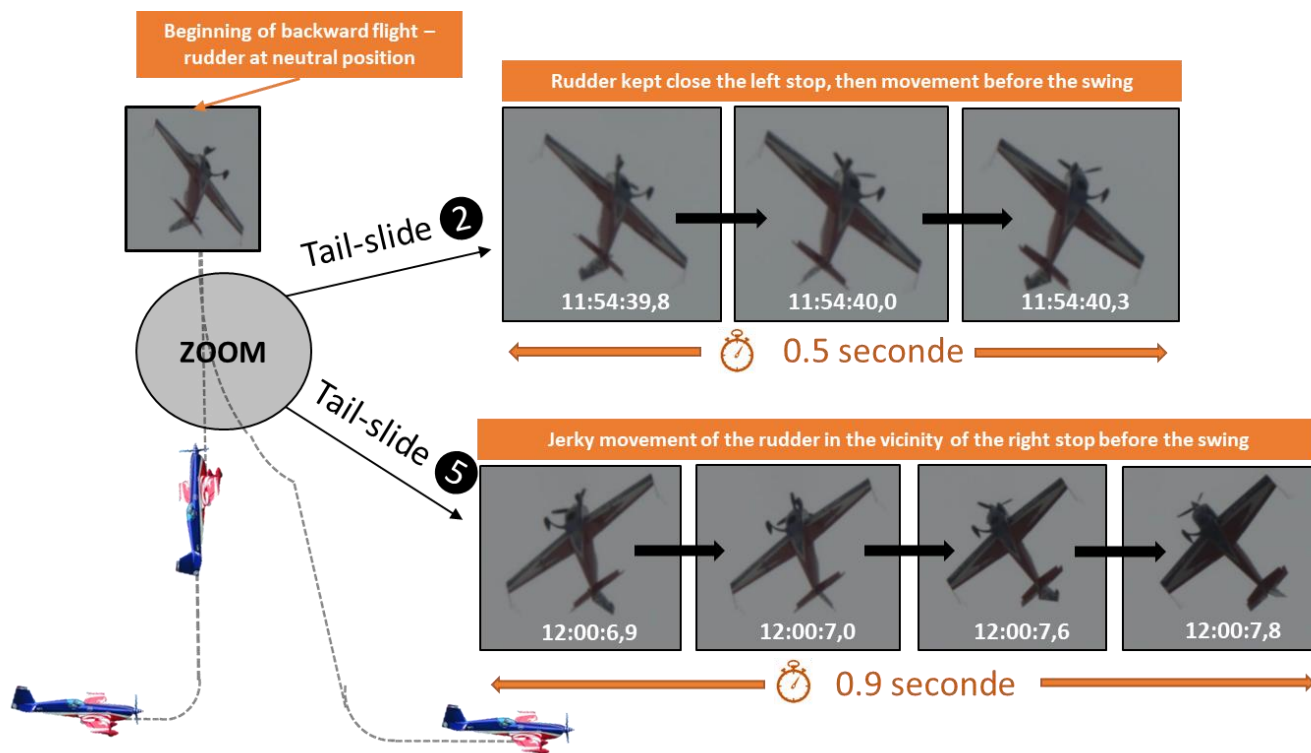 Beginning of backward flight –
rudder at neutral position
Rudder kept close the left stop, then movement before the swing
Tail-slide 2
11:54:39,8
11:54:40,0
11:54:40,3
0.5 seconde
ZOOM
Tail-slide 5
Jerky movement of the rudder in the vicinity of the right stop before the swing
12:00:6,9
12:00:7,0
12:00:7,6
12:00:7,8
0.9 seconde